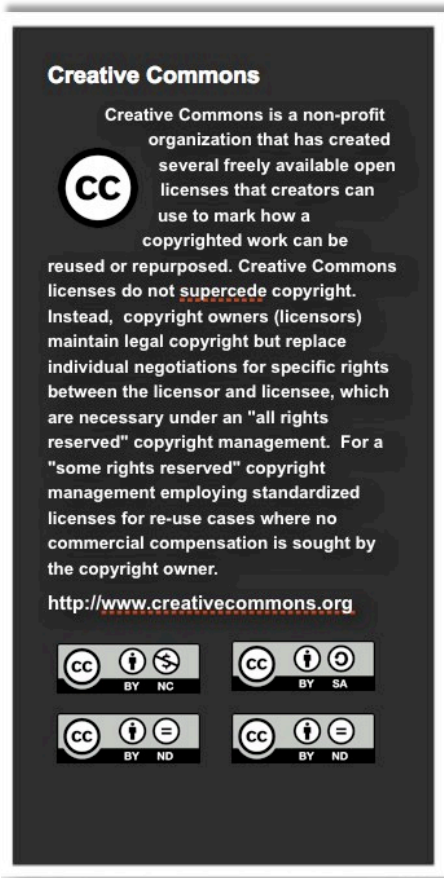 Creative Commons
Creative Commons is a non-profit
organization that has created
several freely available open
licenses that creators can
use to mark how a
copyrighted work can be
reused or repurposed. Creative Commons
licenses do not supercede copyright.
Instead,  copyright owners (licensors)
maintain legal copyright but replace
individual negotiations for specific rights
between the licensor and licensee, which
are necessary under an "all rights
reserved" copyright management.  For a
"some rights reserved" copyright
management employing standardized
licenses for re-use cases where no
commercial compensation is sought by
the copyright owner.
http://www.creativecommons.org
cc BY NC
cc BY SA
cc BY ND
cc BY ND